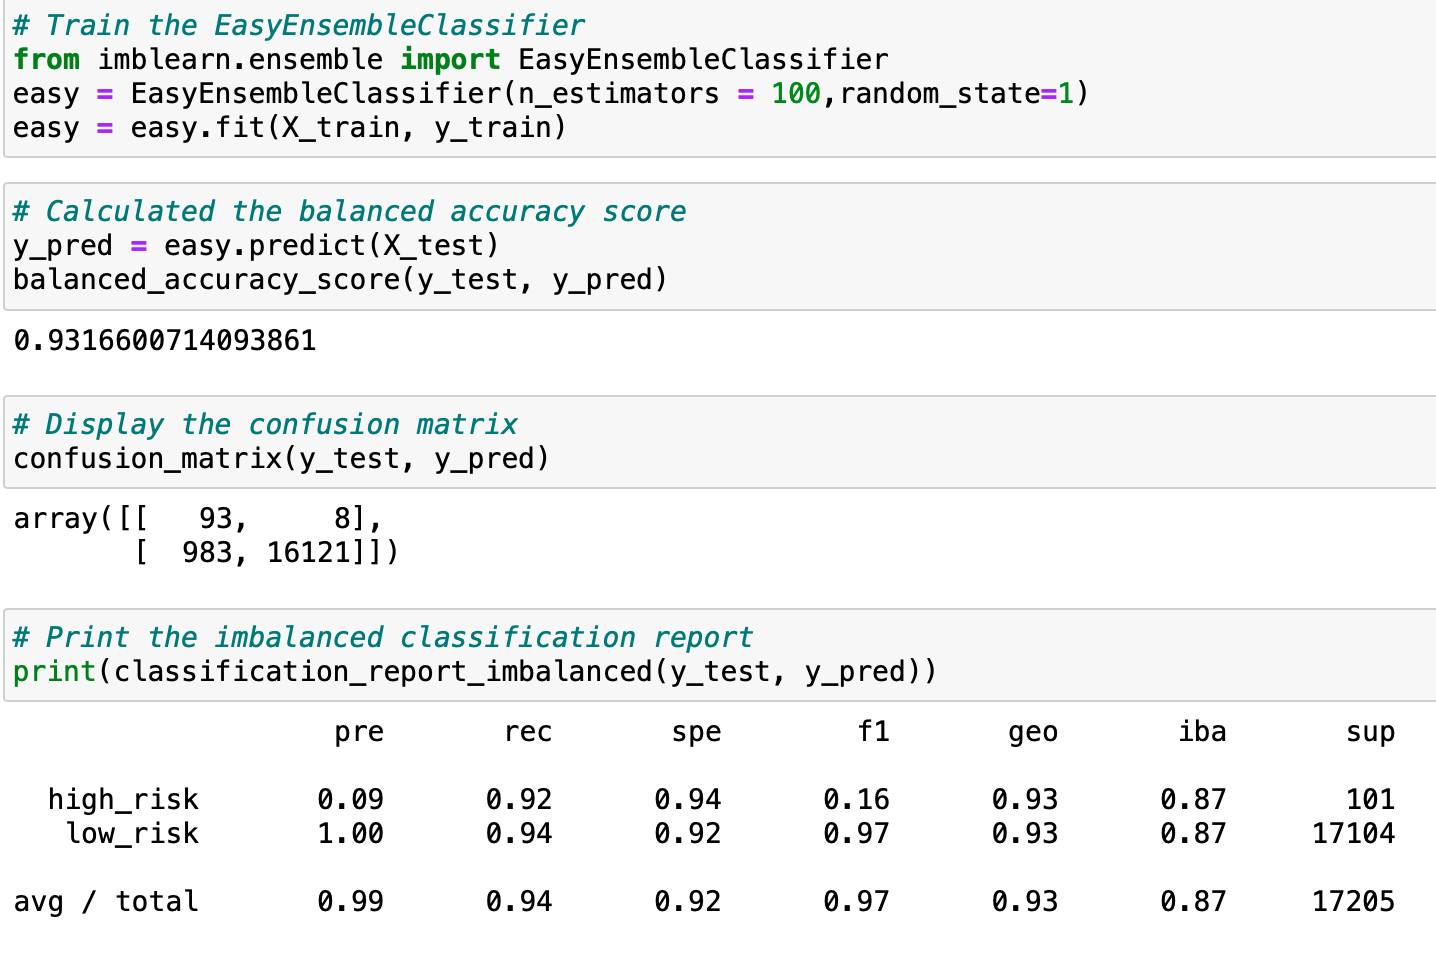 # Train the EasyEnsembleClassifier
from imblearn.ensemble import EasyEnsembleClassifier
easy = EasyEnsembleClassifier(n_estimators = 100,random_state=1)
easy = easy.fit(X_train, y_train)
# Calculated the balanced accuracy score
y_pred = easy.predict(X_test)
balanced_accuracy_score(y_test, y_pred)
0.9316600714093861
# Display the confusion matrix
confusion_matrix(y_test, y_pred)
array([[   93,     8],
       [  983, 16121]])
# Print the imbalanced classification report
print(classification_report_imbalanced(y_test, y_pred))
                   pre       rec       spe        f1       geo       iba       sup
  high_risk       0.09      0.92      0.94      0.16      0.93      0.87       101
   low_risk       1.00      0.94      0.92      0.97      0.93      0.87     17104
avg / total       0.99      0.94      0.92      0.97      0.93      0.87     17205